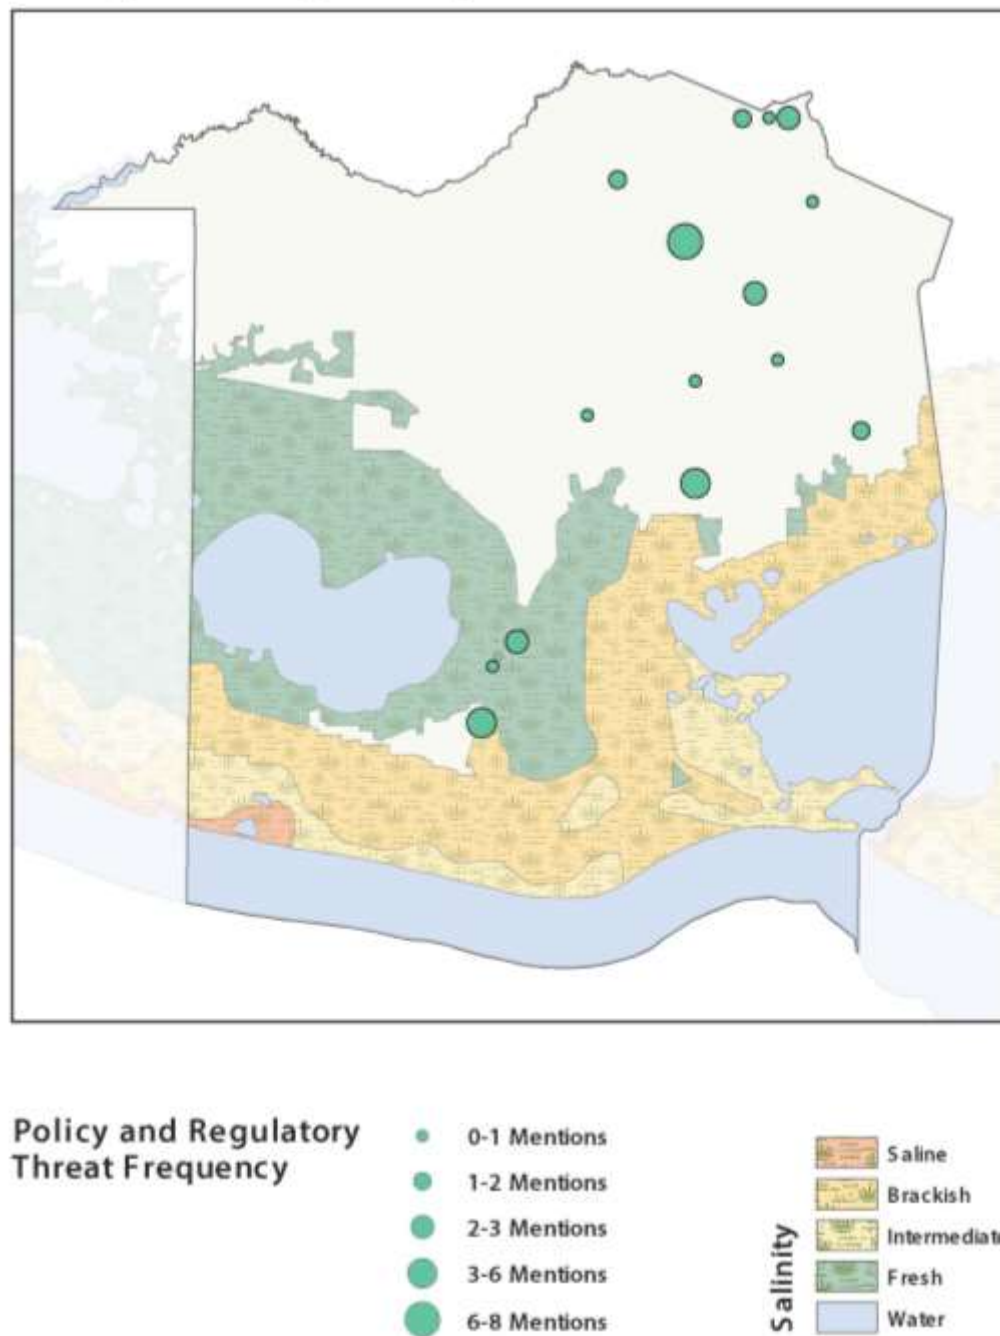 Policy and Regulatory
Threat Frequency
0-1 Mentions
1-2 Mentions
2-3 Mentions
3-6 Mentions
6-8 Mentions
Salinity
Saline
Brackish
Intermediate
Fresh
Water